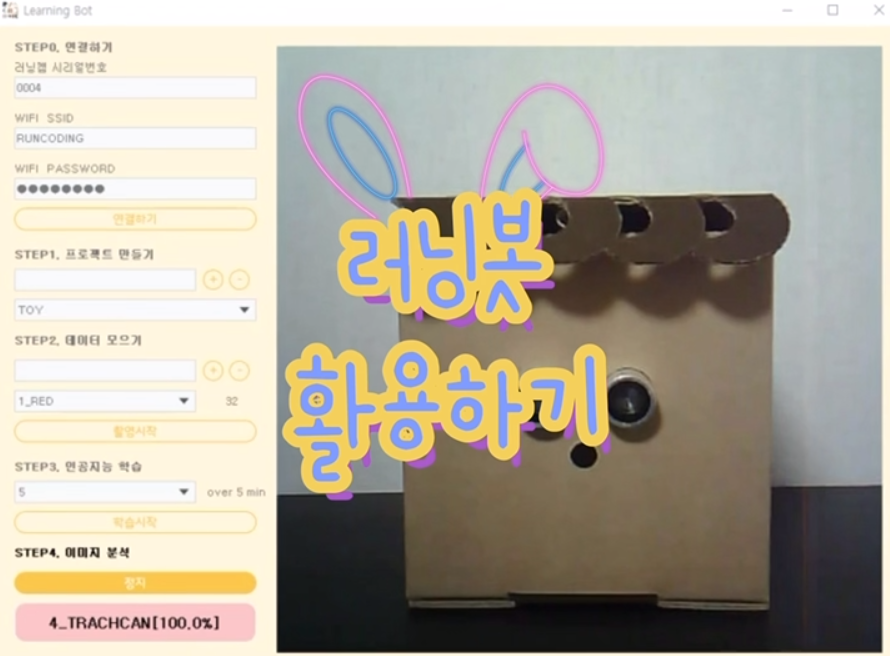 Learning Bot
STEP0. 연결하기
러닝캠 시리얼번호
0004
WIFI SSID
RUNCODING
WIFI PASSWORD
●●●●●●●●
연결하기
STEP1. 프로젝트 만들기
+ -
TOY
STEP2. 데이터 모으기
+ -
1_RED 32
촬영시작
STEP3. 인공지능 학습
5 over 5 min
학습시작
STEP4. 이미지 분석
정지
4_TRACHCAN[100.0%]
러닝봇
활용하기